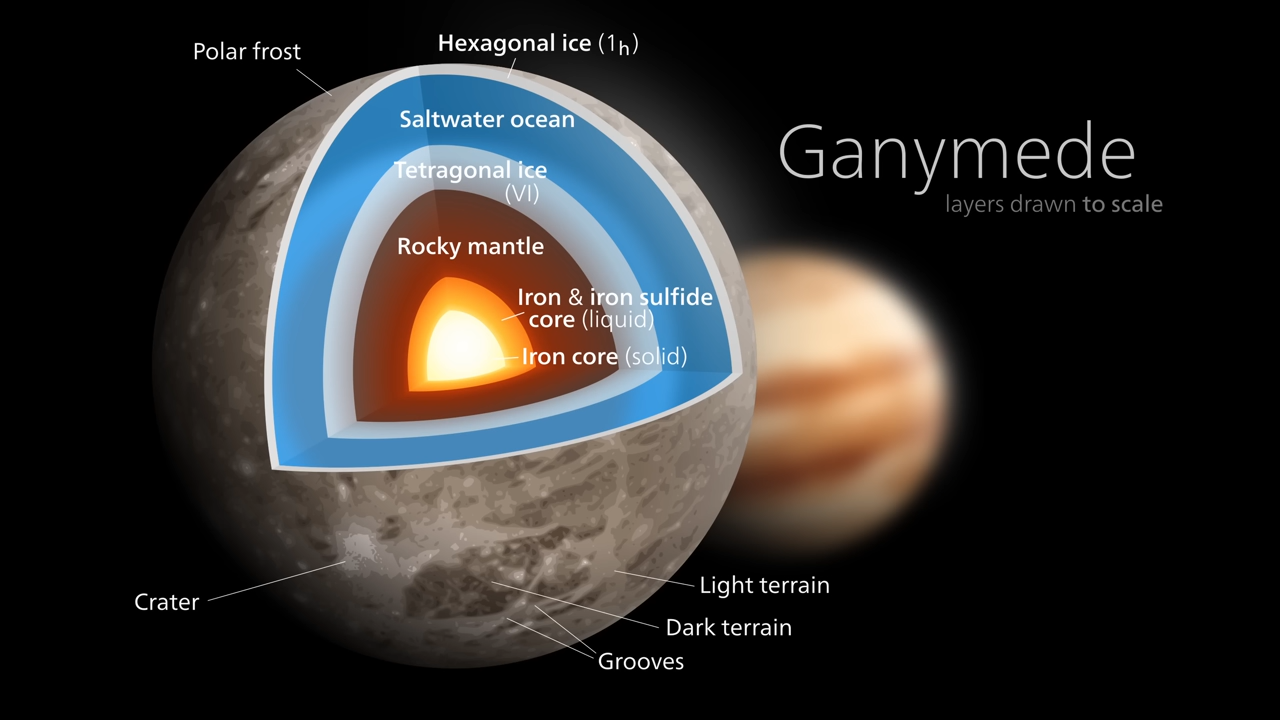 Polar frost
Hexagonal ice (1h)
Saltwater ocean
Ganymede
layers drawn to scale
Tetragonal ice
(VI)
Rocky mantle
Iron & iron sulfide
core (liquid)
Iron core (solid)
Crater
Light terrain
Dark terrain
Grooves